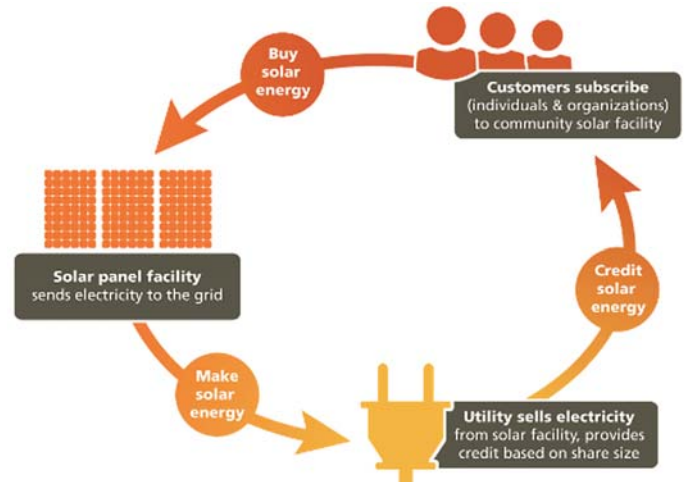 Buy
solar
energy
Customers subscribe
(individuals & organizations)
to community solar facility
Solar panel facility
sends electricity to the grid
Credit
solar
energy
Make
solar
energy
Utility sells electricity
from solar facility, provides
credit based on share size